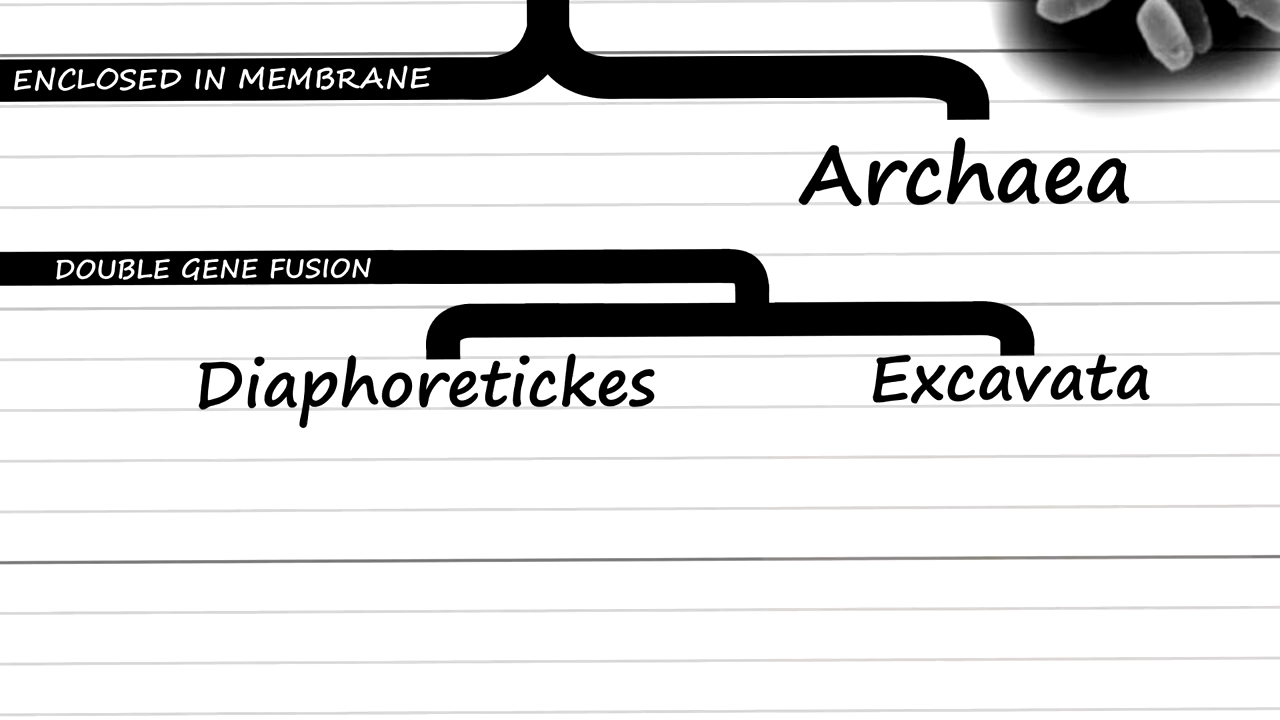 ENCLOSED IN MEMBRANE
Archaea
DOUBLE GENE FUSION
Diaphoretickes
Excavata